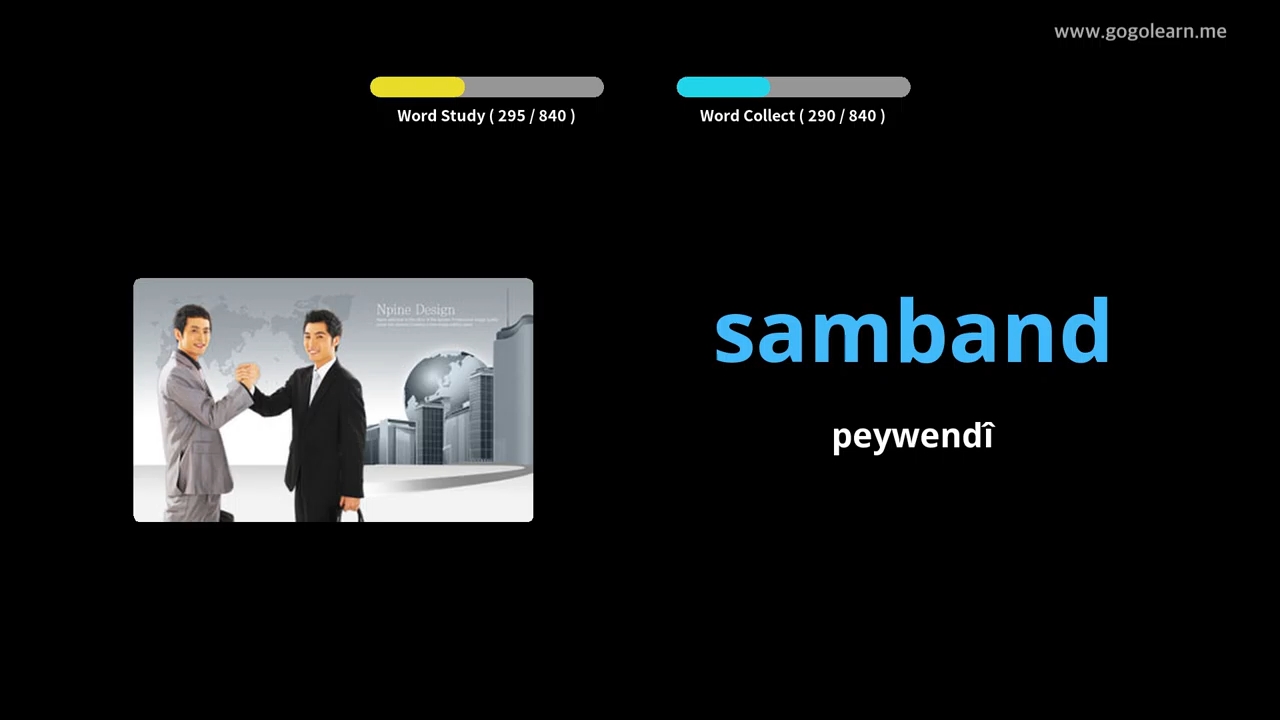 www.gogolearn.me
Word Study ( 295 / 840 )
Word Collect ( 290 / 840 )
Npine Design
samband
peywendî